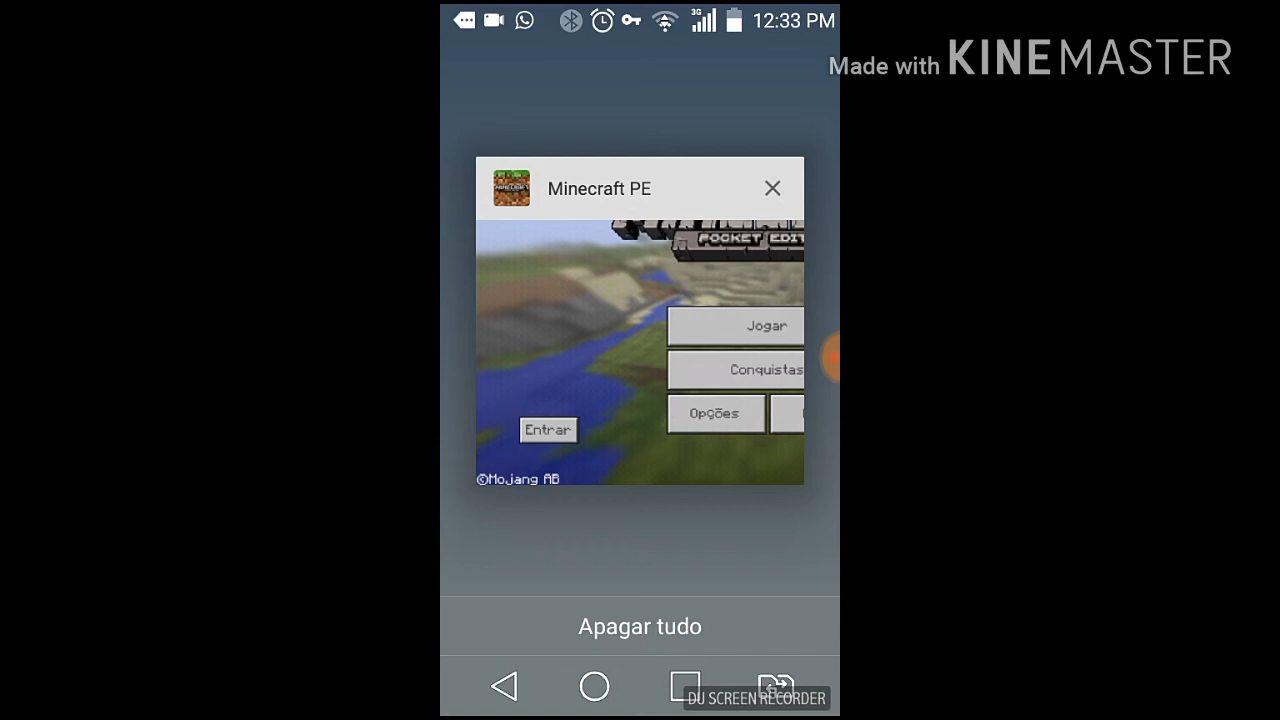 3G 12:33 PM
Made with KINEMASTER
Minecraft PE
POCKET EDIT
Jogar
Conquistas
Opções
Entrar
©Mojang AB
Apagar tudo
DU SCREEN RECORDER